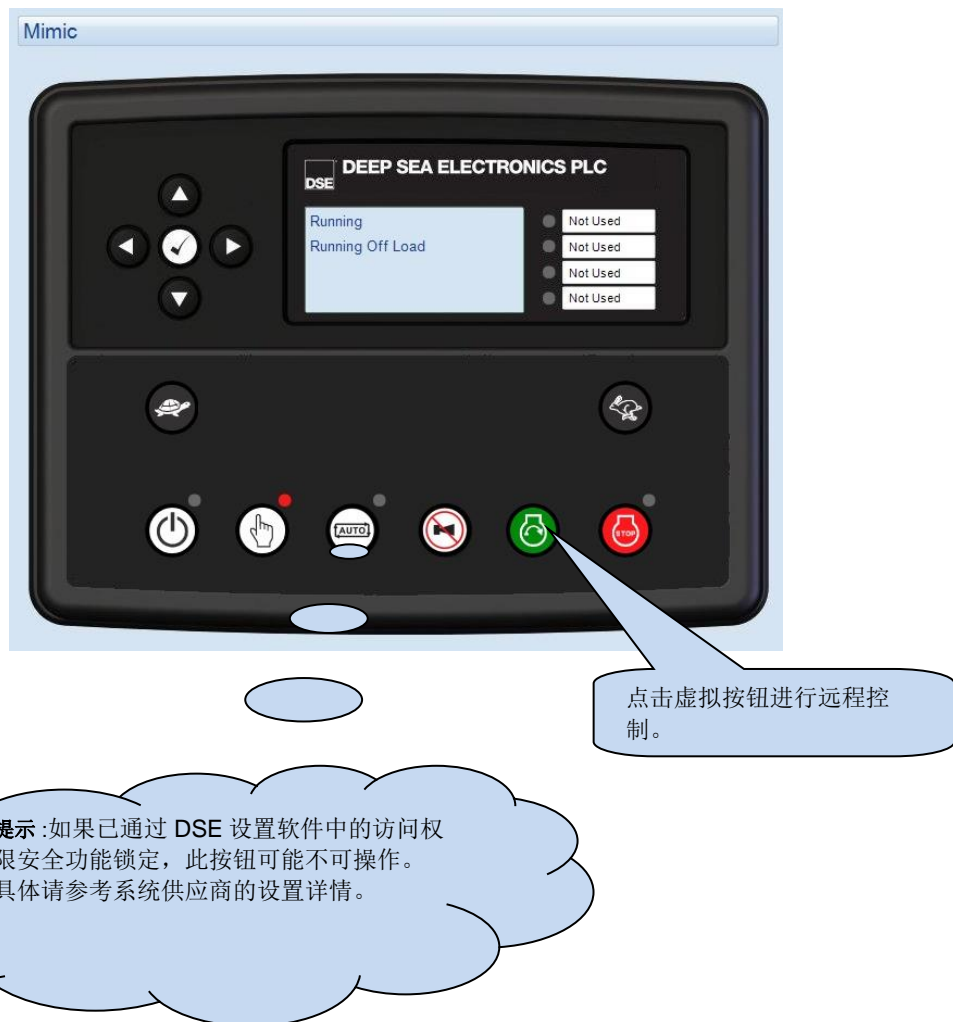 Mimic
DEEP SEA ELECTRONICS PLC
DSE
Running
Running Off Load
Not Used
Not Used
Not Used
Not Used
AUTO
STOP
点击虚拟按钮进行远程控
制。
提示 :如果已通过 DSE 设置软件中的访问权
限安全功能锁定，此按钮可能不可操作。
具体请参考系统供应商的设置详情。